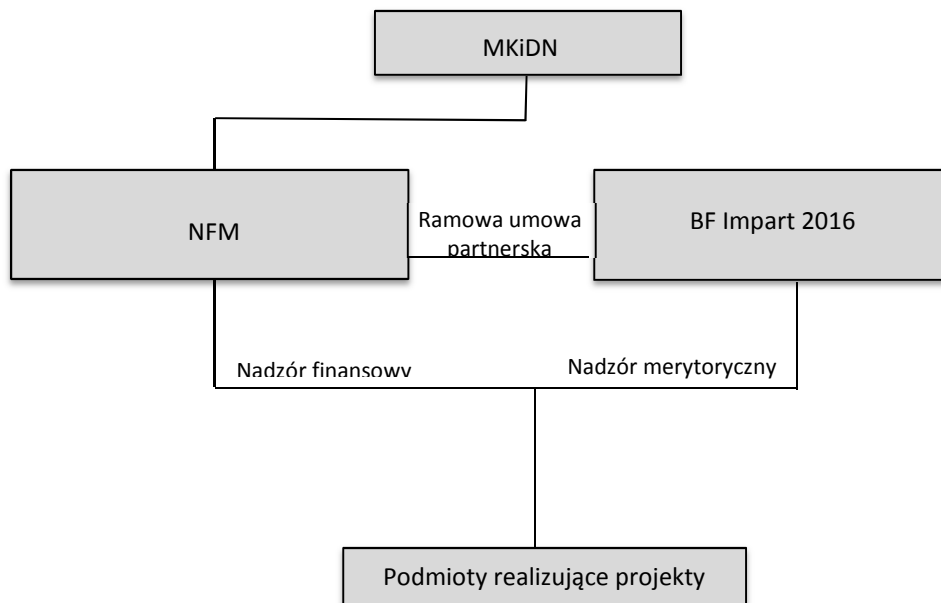 MKiDN
NFM
Ramowa umowa
partnerska
BF Impart 2016
Nadzór finansowy
Nadzór merytoryczny
Podmioty realizujące projekty